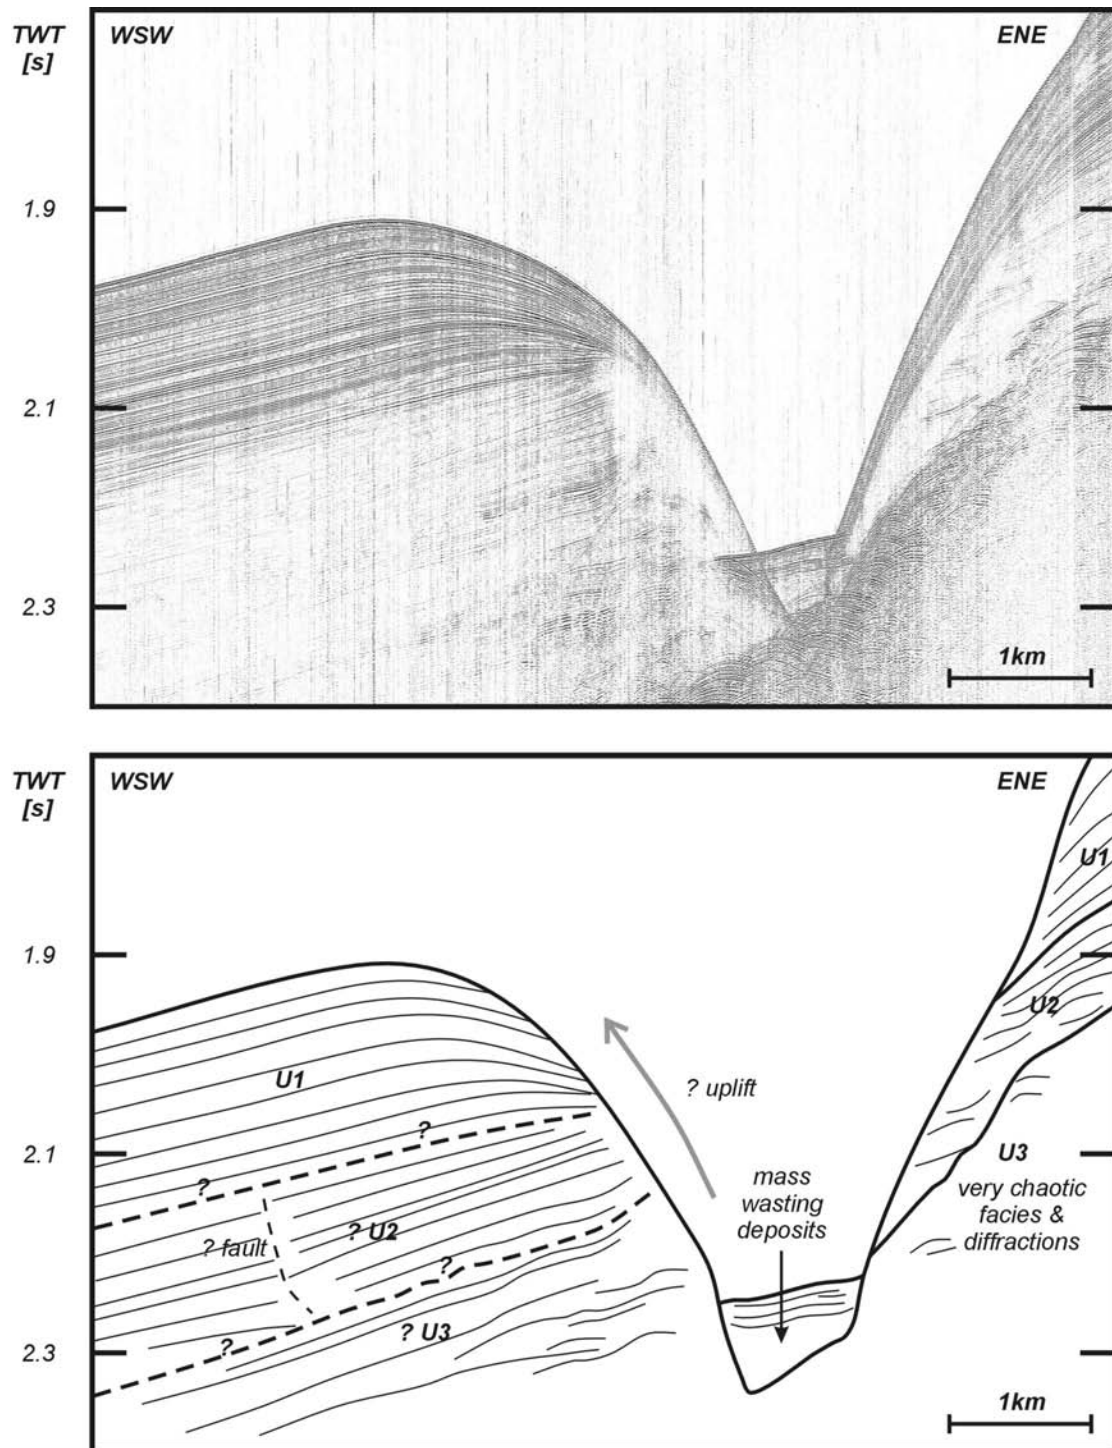 TWT
[s]
WSW
ENE
1.9
2.1
2.3
1km
TWT
[s]
WSW
ENE
U1
1.9
U2
U1
? uplift
?
2.1
mass
wasting
deposits
U3
very chaotic
facies &
diffractions
?
? U2
? fault
?
? U3
?
2.3
1km